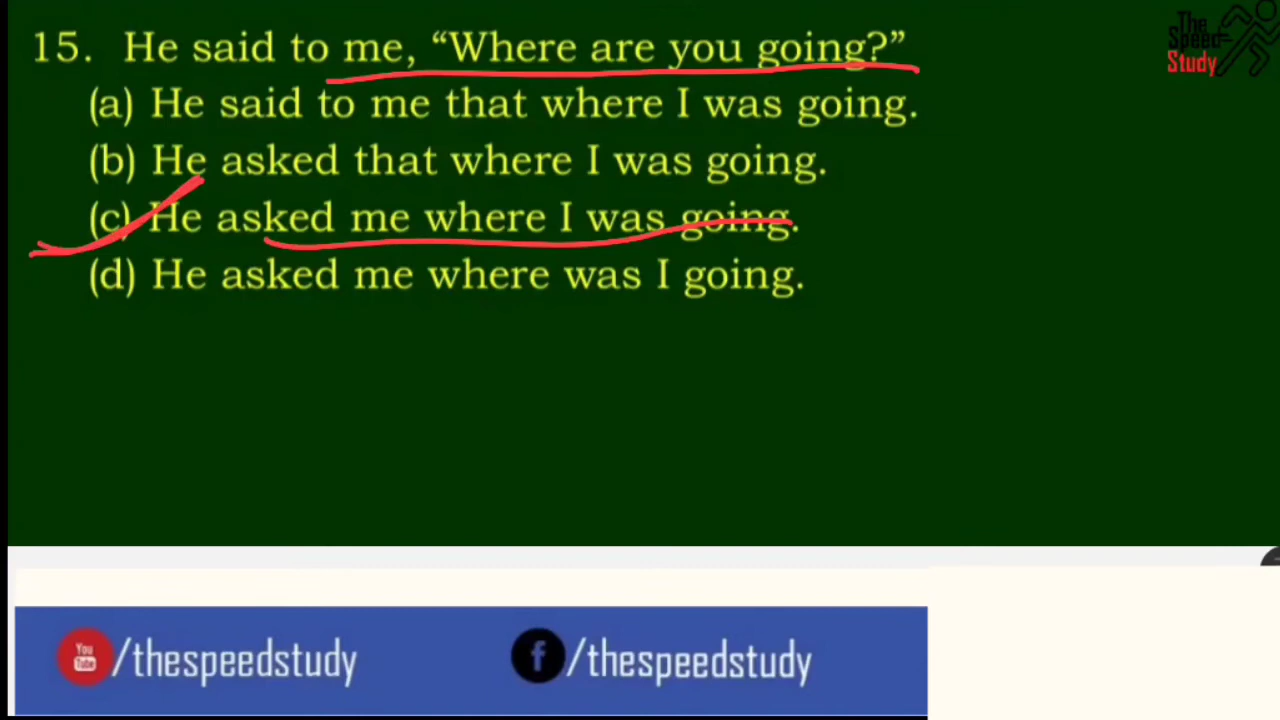 15. He said to me, “Where are you going?”
(a) He said to me that where I was going.
(b) He asked that where I was going.
(c) He asked me where I was going.
(d) He asked me where was I going.
The
Speed
Study
You
Tube
/thespeedstudy
f /thespeedstudy